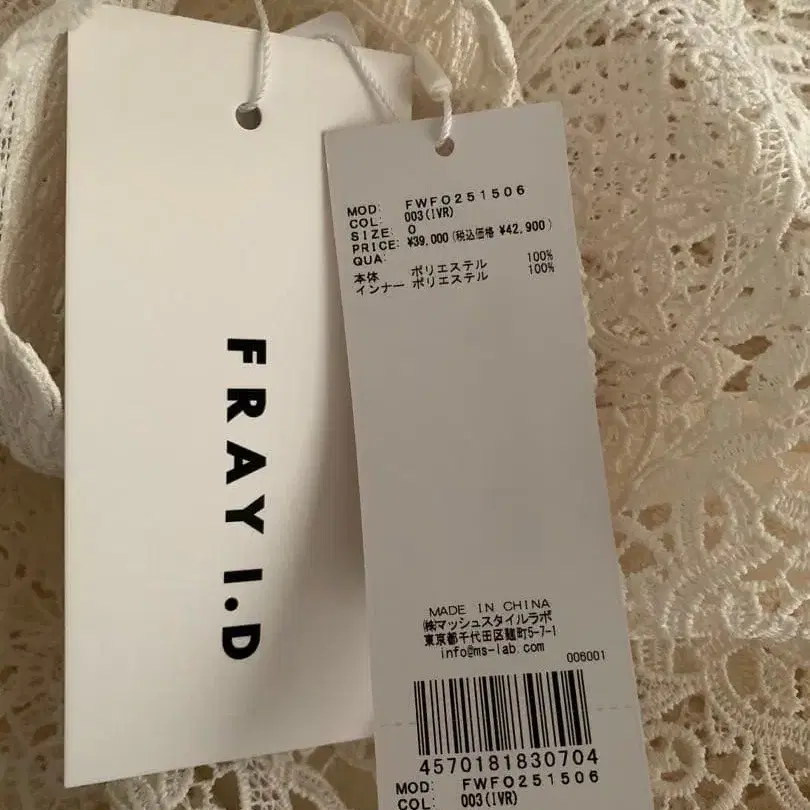 FRAY I.D
MOD: FWFO251506
COL: 003(IVR)
SIZE: 0
PRICE: ¥39,000(税込価格 ¥42,900)
QUA:
本体 ポリエステル 100%
インナー ポリエステル 100%
MADE IN CHINA
㈱マッシュスタイルラボ
東京都千代田区麹町5-7-1
info@ms-lab.com
006001
4570181830704
MOD: FWFO251506
COL: 003(IVR)